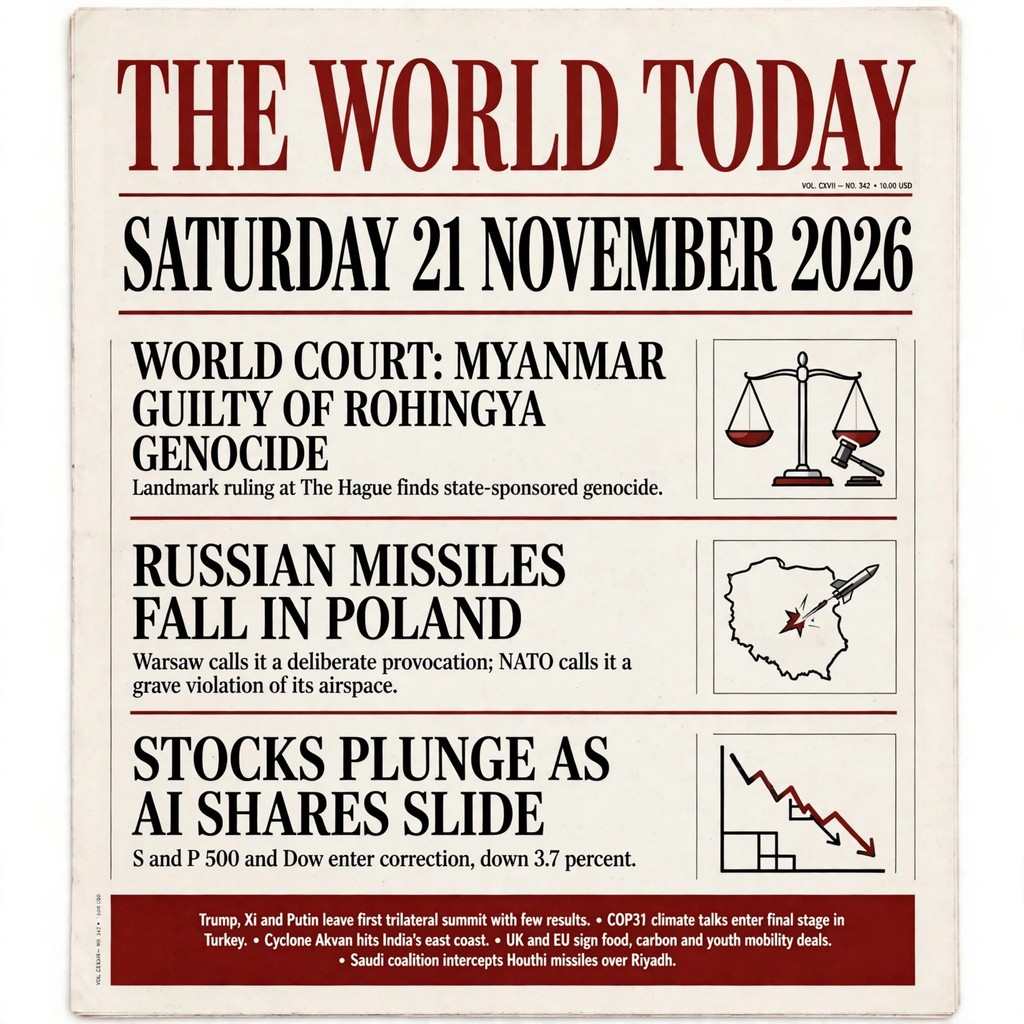 THE WORLD TODAY
VOL. CXVII – NO. 342 • 10.00 USD
SATURDAY 21 NOVEMBER 2026
WORLD COURT: MYANMAR
GUILTY OF ROHINGYA
GENOCIDE
Landmark ruling at The Hague finds state-sponsored genocide.
RUSSIAN MISSILES
FALL IN POLAND
Warsaw calls it a deliberate provocation; NATO calls it a
grave violation of its airspace.
STOCKS PLUNGE AS
AI SHARES SLIDE
S and P 500 and Dow enter correction, down 3.7 percent.
Trump, Xi and Putin leave first trilateral summit with few results. • COP31 climate talks enter final stage in
Turkey. • Cyclone Akvan hits India's east coast. • UK and EU sign food, carbon and youth mobility deals.
• Saudi coalition intercepts Houthi missiles over Riyadh.